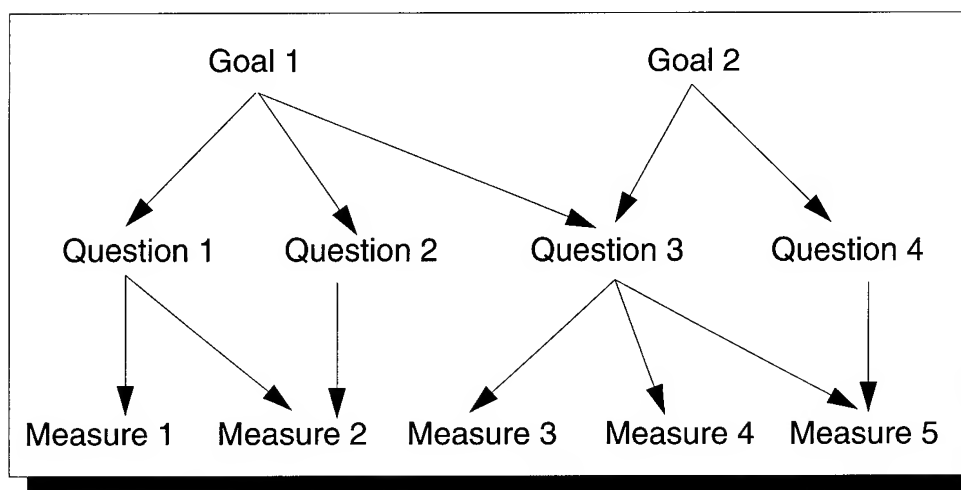 Goal 1 Goal 2
Question 1 Question 2 Question 3 Question 4
Measure 1 Measure 2 Measure 3 Measure 4 Measure 5